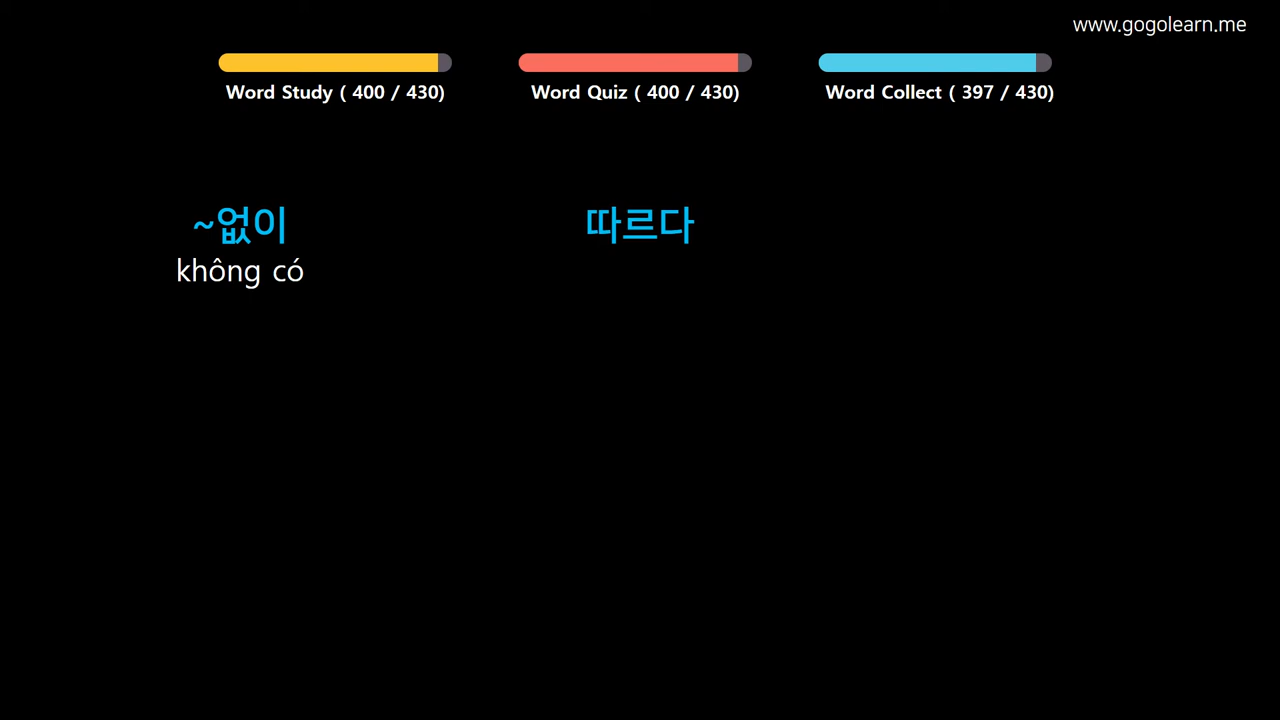 www.gogolearn.me
Word Study ( 400 / 430)
Word Quiz ( 400 / 430)
Word Collect ( 397 / 430)
~없이
không có
따르다